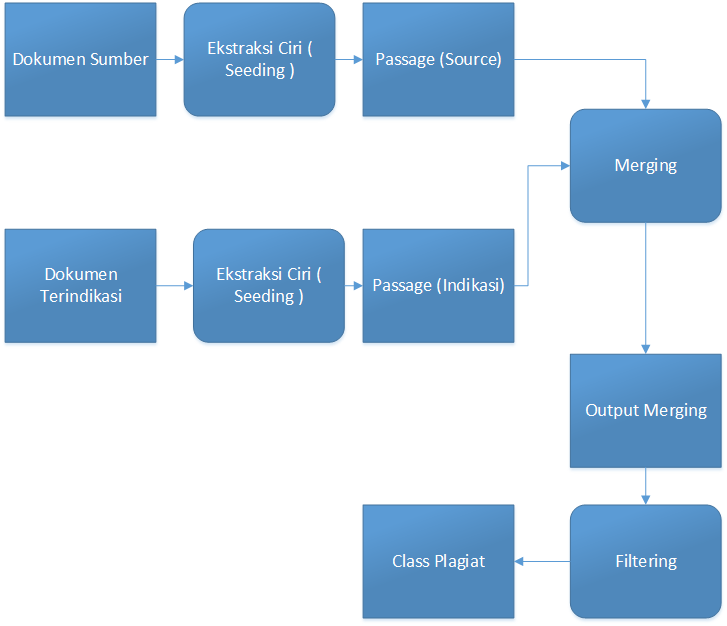 Dokumen Sumber
Ekstraksi Ciri (
Seeding )
Passage (Source)
Merging
Dokumen
Terindikasi
Ekstraksi Ciri (
Seeding )
Passage (Indikasi)
Output Merging
Class Plagiat
Filtering